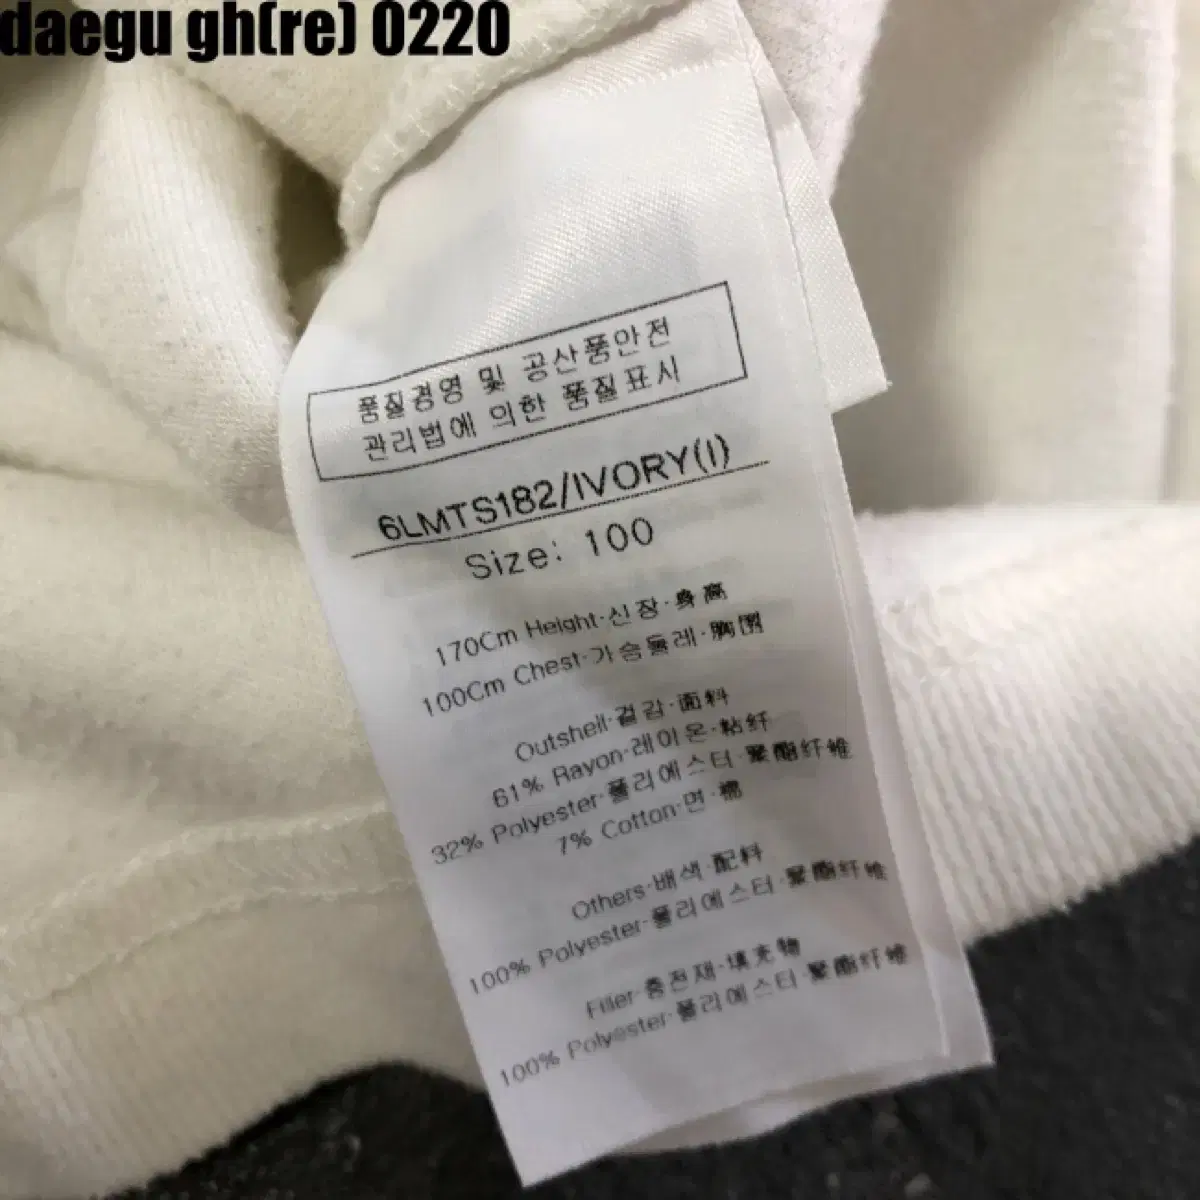 daegu gh(re) 0220
품질경영 및 공산품안전
관리법에 의한 품질표시
6LMTS182/IVORY(I)
Size: 100
170Cm Height·신장·身高
100Cm Chest·가슴둘레·胸围
Outshell·겉감·面料
61% Rayon·레이온·粘纤
32% Polyester·폴리에스터·聚酯纤维
7% Cotton·면·棉
Others·배색·配料
100% Polyester·폴리에스터·聚酯纤维
Filler·충전재·填充物
100% Polyester·폴리에스터·聚酯纤维